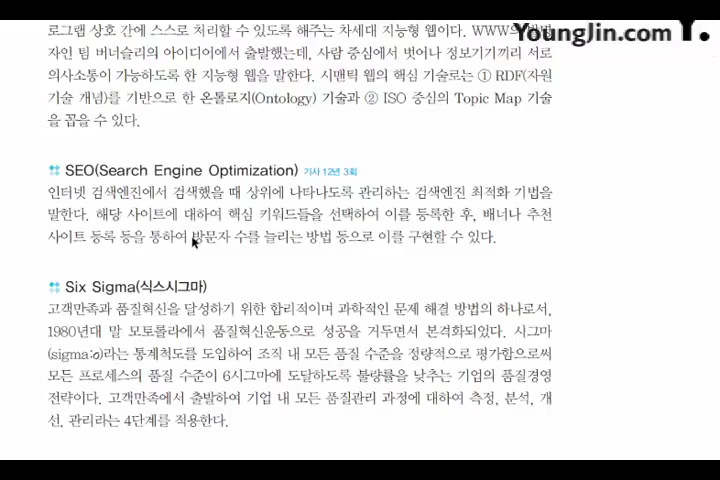 로그램 상호 간에 스스로 처리할 수 있도록 해주는 차세대 지능형 웹이다. WWW의
YoungJin.com Y.
자인 팀 버너슬리의 아이디어에서 출발했는데, 사람 중심에서 벗어나 정보기기끼리 서로
의사소통이 가능하도록 한 지능형 웹을 말한다. 시맨틱 웹의 핵심 기술로는 ① RDF(자원
기술 개념)를 기반으로 한 온톨로지(Ontology) 기술과 ② ISO 중심의 Topic Map 기술
을 꼽을 수 있다.
SEO(Search Engine Optimization) 기사 12년 3회
인터넷 검색엔진에서 검색했을 때 상위에 나타나도록 관리하는 검색엔진 최적화 기법을
말한다. 해당 사이트에 대하여 핵심 키워드들을 선택하여 이를 등록한 후, 배너나 추천
사이트 등록 등을 통하여 방문자 수를 늘리는 방법 등으로 이를 구현할 수 있다.
Six Sigma(식스시그마)
고객만족과 품질혁신을 달성하기 위한 합리적이며 과학적인 문제 해결 방법의 하나로서,
1980년대 말 모토롤라에서 품질혁신운동으로 성공을 거두면서 본격화되었다. 시그마
(sigma:σ)라는 통계척도를 도입하여 조직 내 모든 품질 수준을 정량적으로 평가함으로써
모든 프로세스의 품질 수준이 6시그마에 도달하도록 불량률을 낮추는 기업의 품질경영
전략이다. 고객만족에서 출발하여 기업 내 모든 품질관리 과정에 대하여 측정, 분석, 개
선, 관리라는 4단계를 적용한다.